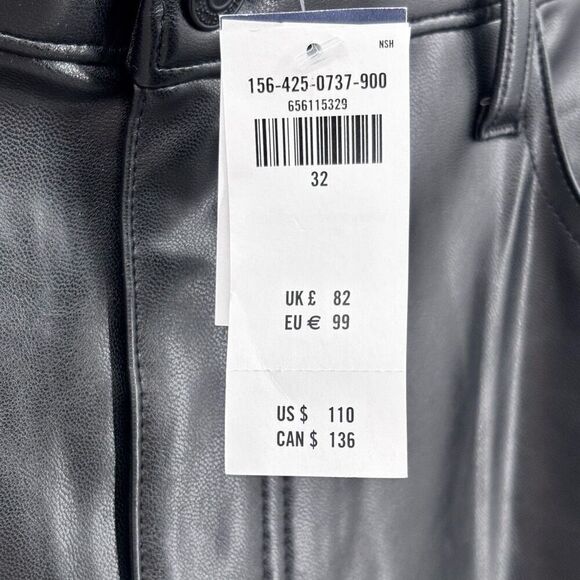 NSH
156-425-0737-900
656115329
32
UK £ 82
EU € 99
US $ 110
CAN $ 136